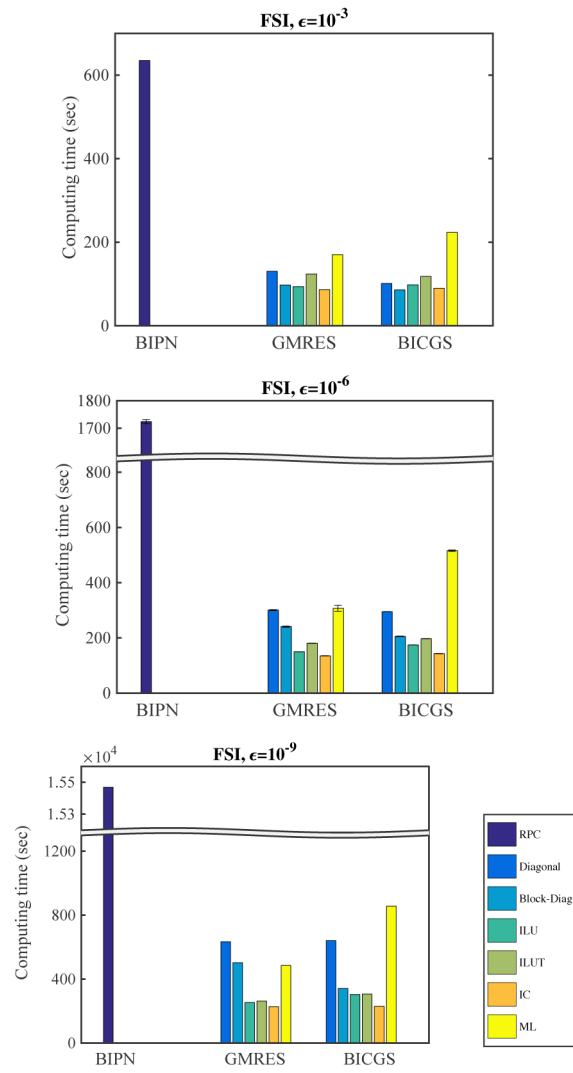 FSI, ϵ=10⁻³
Computing time (sec)
600
400
200
0
BIPN GMRES BICGS
FSI, ϵ=10⁻⁶
Computing time (sec)
1800
1700
800
600
400
200
0
BIPN GMRES BICGS
FSI, ϵ=10⁻⁹
×10⁴
Computing time (sec)
1.55
1.53
1200
800
400
0
BIPN GMRES BICGS
RPC
Diagonal
Block-Diag
ILU
ILUT
IC
ML